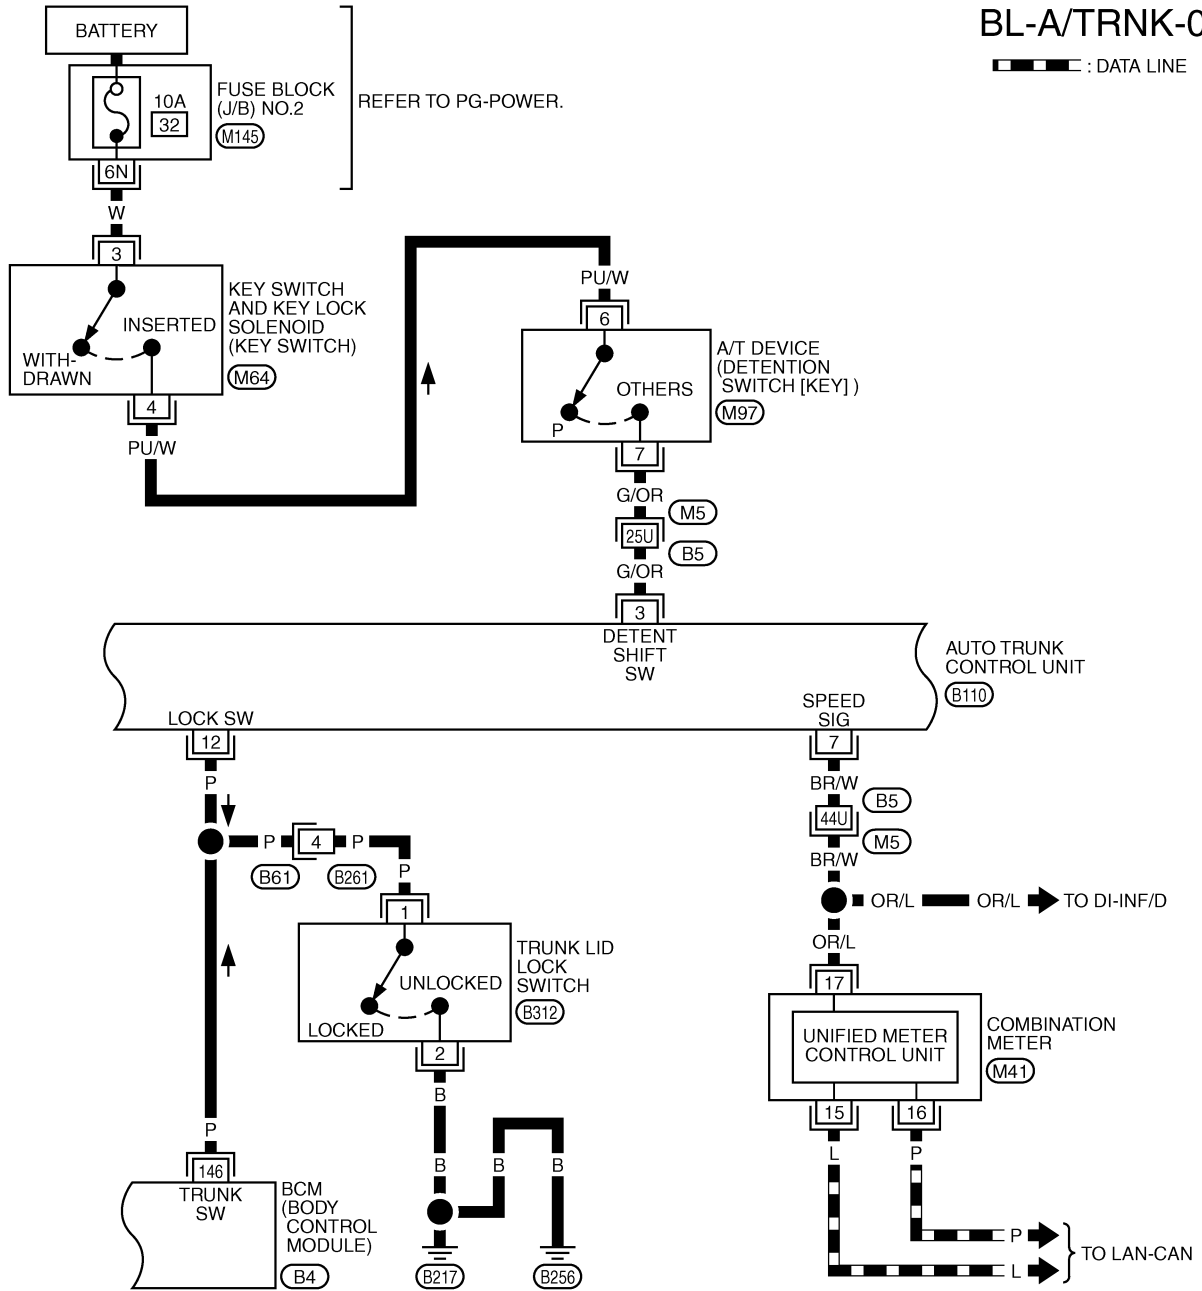 BL-A/TRNK-0
: DATA LINE
BATTERY
10A
32
FUSE BLOCK
(J/B) NO.2
M145
REFER TO PG-POWER.
6N
W
3
INSERTED
WITH-
DRAWN
KEY SWITCH
AND KEY LOCK
SOLENOID
(KEY SWITCH)
M64
4
PU/W
PU/W
6
OTHERS
P
A/T DEVICE
(DETENTION
SWITCH [KEY] )
M97
7
G/OR
M5
25U
B5
G/OR
3
DETENT
SHIFT
SW
AUTO TRUNK
CONTROL UNIT
B110
LOCK SW
12
SPEED
SIG
7
P
BR/W
B5
44U
M5
BR/W
P
4
P
B61
B261
P
OR/L
OR/L
TO DI-INF/D
OR/L
1
UNLOCKED
LOCKED
TRUNK LID
LOCK
SWITCH
B312
2
17
UNIFIED METER
CONTROL UNIT
COMBINATION
METER
M41
15
16
B
B
B
B
B217
B256
P
146
TRUNK
SW
BCM
(BODY
CONTROL
MODULE)
B4
L
P
P
L
TO LAN-CAN